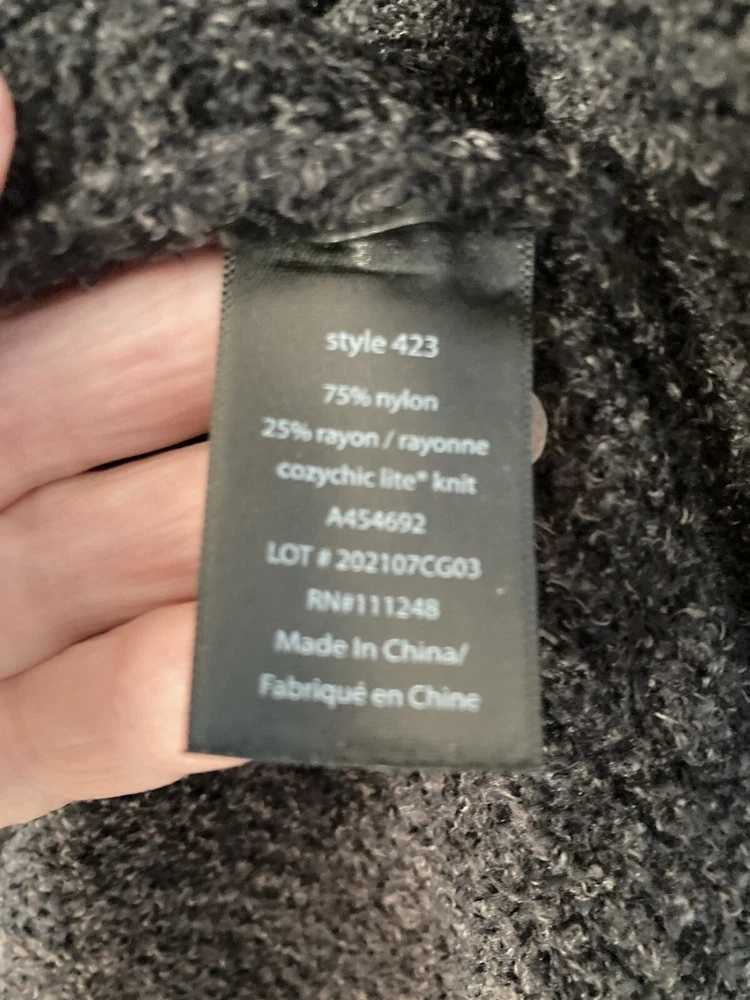 style 423
75% nylon
25% rayon / rayonne
cozychic lite® knit
A454692
LOT # 202107CG03
RN#111248
Made In China/
Fabriqué en Chine